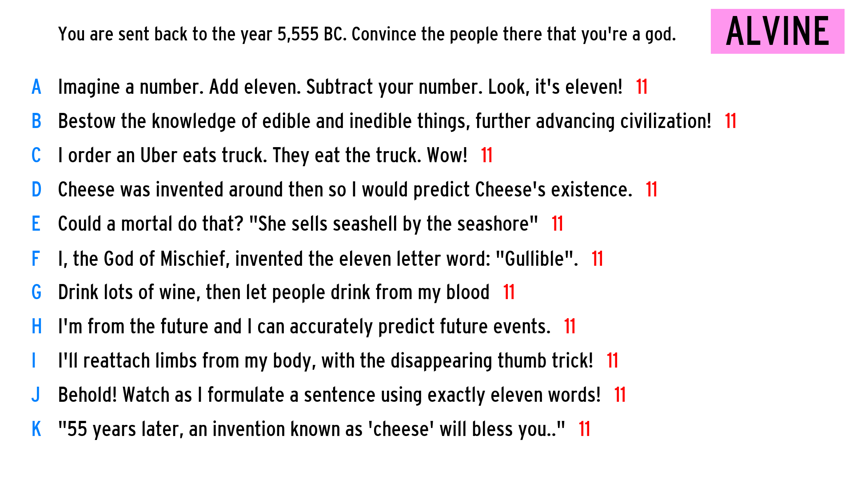 You are sent back to the year 5,555 BC. Convince the people there that you're a god.
ALVINE
A Imagine a number. Add eleven. Subtract your number. Look, it's eleven! 11
B Bestow the knowledge of edible and inedible things, further advancing civilization! 11
C I order an Uber eats truck. They eat the truck. Wow! 11
D Cheese was invented around then so I would predict Cheese's existence. 11
E Could a mortal do that? "She sells seashell by the seashore" 11
F I, the God of Mischief, invented the eleven letter word: "Gullible". 11
G Drink lots of wine, then let people drink from my blood 11
H I'm from the future and I can accurately predict future events. 11
I I'll reattach limbs from my body, with the disappearing thumb trick! 11
J Behold! Watch as I formulate a sentence using exactly eleven words! 11
K "55 years later, an invention known as 'cheese' will bless you.." 11